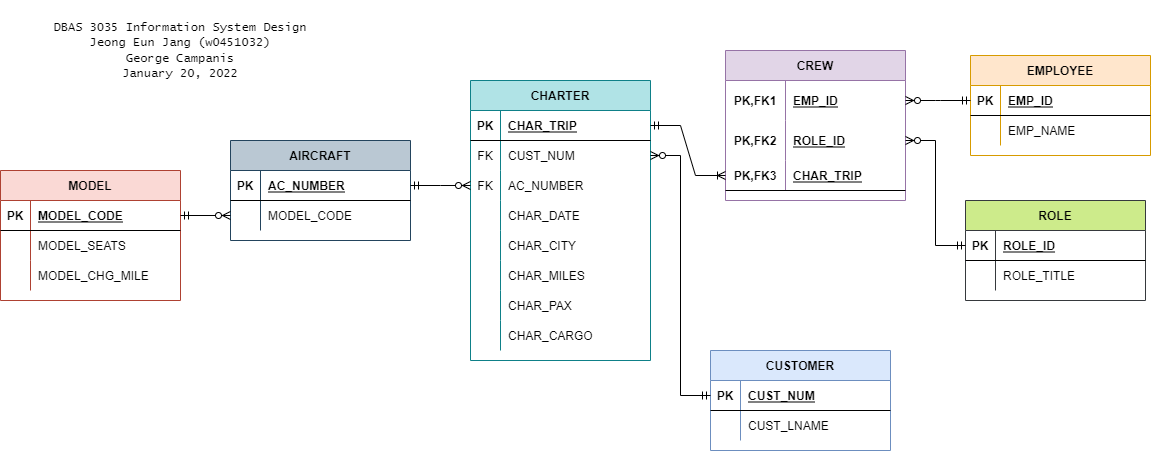 DBAS 3035 Information System Design
Jeong Eun Jang (w0451032)
George Campanis
January 20, 2022
MODEL
PK MODEL_CODE
MODEL_SEATS
MODEL_CHG_MILE
AIRCRAFT
PK AC_NUMBER
MODEL_CODE
CHARTER
PK CHAR_TRIP
FK CUST_NUM
FK AC_NUMBER
CHAR_DATE
CHAR_CITY
CHAR_MILES
CHAR_PAX
CHAR_CARGO
CREW
PK,FK1 EMP_ID
PK,FK2 ROLE_ID
PK,FK3 CHAR_TRIP
EMPLOYEE
PK EMP_ID
EMP_NAME
ROLE
PK ROLE_ID
ROLE_TITLE
CUSTOMER
PK CUST_NUM
CUST_LNAME